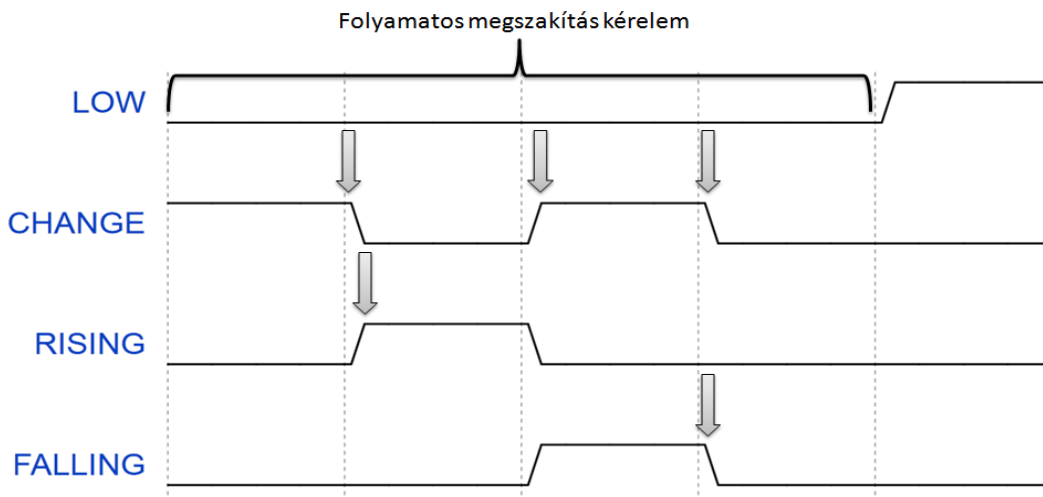 Folyamatos megszakítás kérelem
LOW
CHANGE
RISING
FALLING